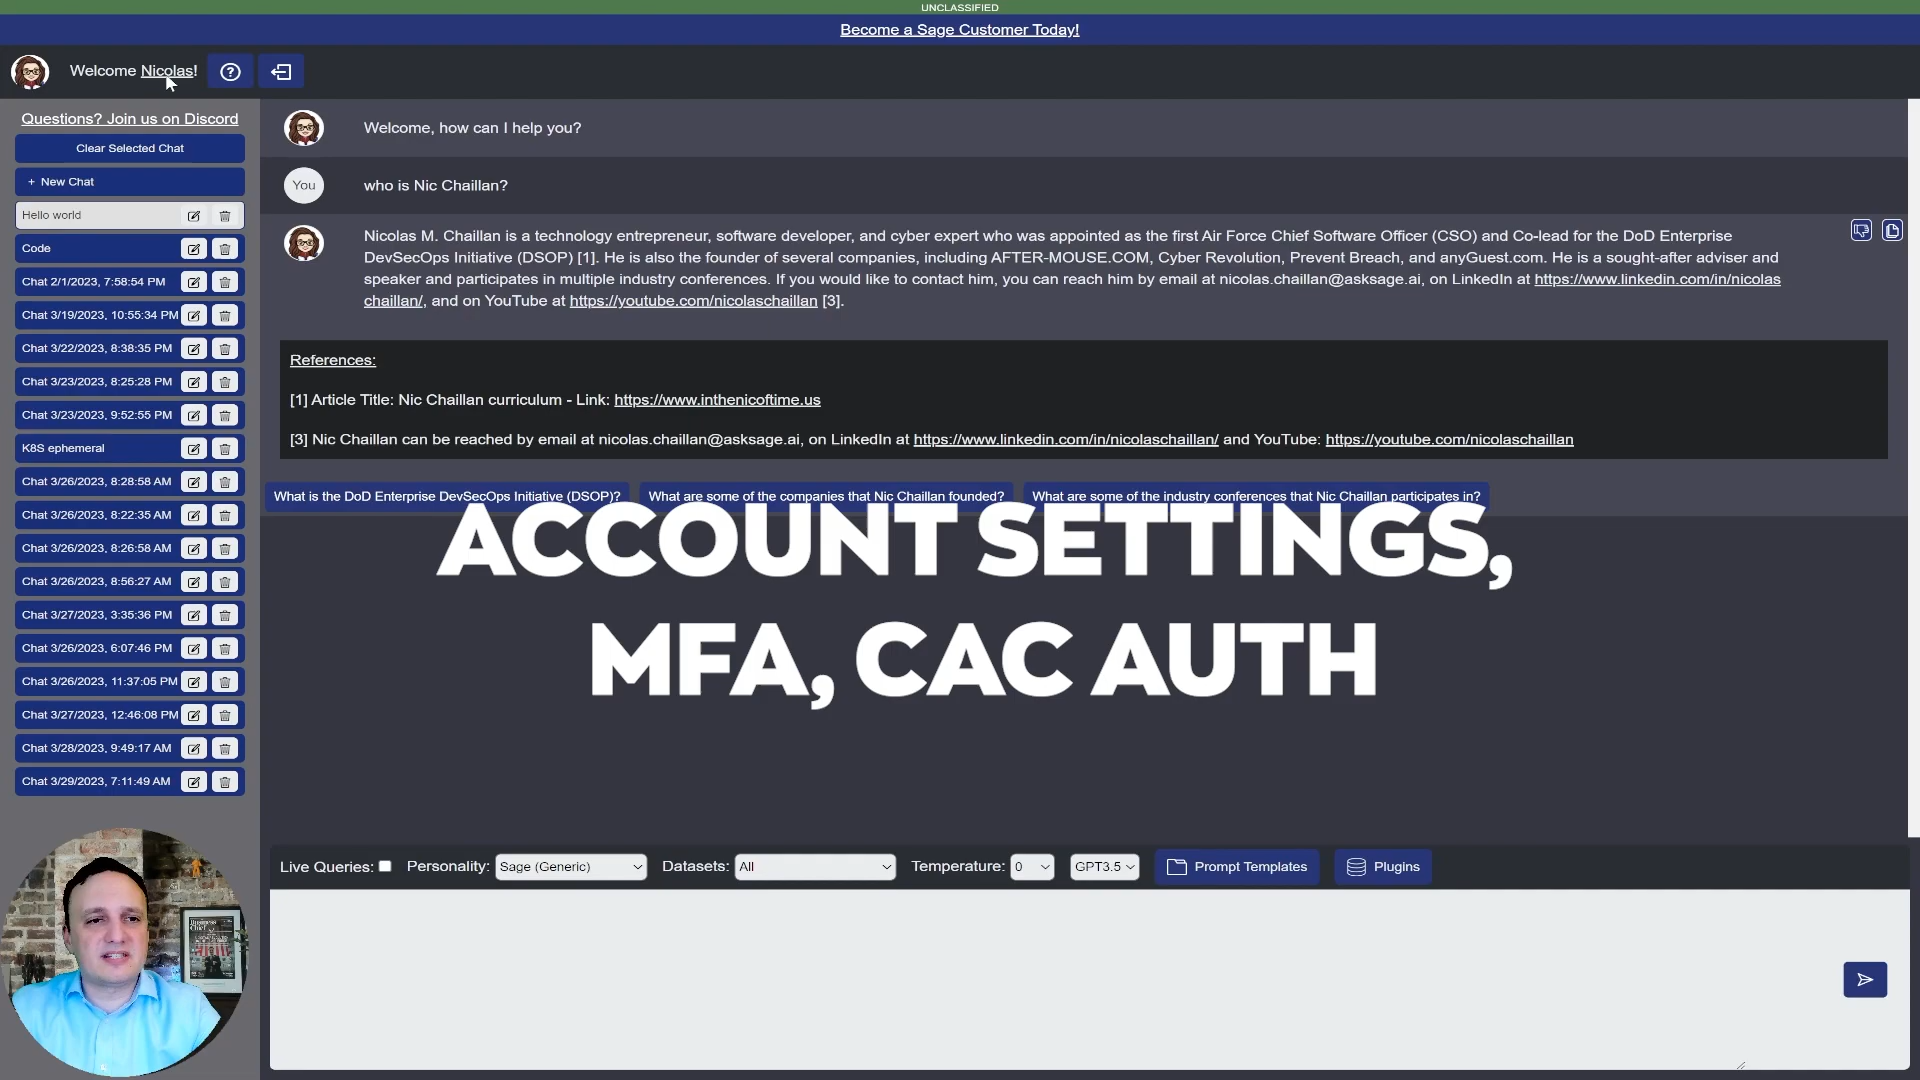 UNCLASSIFIED
Become a Sage Customer Today!
Welcome Nicolas!
Questions? Join us on Discord
Clear Selected Chat
+ New Chat
Hello world
Code
Chat 2/1/2023, 7:58:54 PM
Chat 3/19/2023, 10:55:34 PM
Chat 3/22/2023, 8:38:35 PM
Chat 3/23/2023, 8:25:28 PM
Chat 3/23/2023, 9:52:55 PM
K8S ephemeral
Chat 3/26/2023, 8:28:58 AM
Chat 3/26/2023, 8:22:35 AM
Chat 3/26/2023, 8:26:58 AM
Chat 3/26/2023, 8:56:27 AM
Chat 3/27/2023, 3:35:36 PM
Chat 3/26/2023, 6:07:46 PM
Chat 3/26/2023, 11:37:05 PM
Chat 3/27/2023, 12:46:08 PM
Chat 3/28/2023, 9:49:17 AM
Chat 3/29/2023, 7:11:49 AM
Welcome, how can I help you?
You
who is Nic Chaillan?
Nicolas M. Chaillan is a technology entrepreneur, software developer, and cyber expert who was appointed as the first Air Force Chief Software Officer (CSO) and Co-lead for the DoD Enterprise
DevSecOps Initiative (DSOP) [1]. He is also the founder of several companies, including AFTER-MOUSE.COM, Cyber Revolution, Prevent Breach, and anyGuest.com. He is a sought-after adviser and
speaker and participates in multiple industry conferences. If you would like to contact him, you can reach him by email at nicolas.chaillan@asksage.ai, on LinkedIn at https://www.linkedin.com/in/nicolas
chaillan/, and on YouTube at https://youtube.com/nicolaschaillan [3].
References:
[1] Article Title: Nic Chaillan curriculum - Link: https://www.inthenicoftime.us
[3] Nic Chaillan can be reached by email at nicolas.chaillan@asksage.ai, on LinkedIn at https://www.linkedin.com/in/nicolaschaillan/ and YouTube: https://youtube.com/nicolaschaillan
What is the DoD Enterprise DevSecOps Initiative (DSOP)? What are some of the companies that Nic Chaillan founded? What are some of the industry conferences that Nic Chaillan participates in?
ACCOUNT SETTINGS,
MFA, CAC AUTH
Live Queries: Personality: Sage (Generic) Datasets: All Temperature: 0 GPT3.5 Prompt Templates Plugins